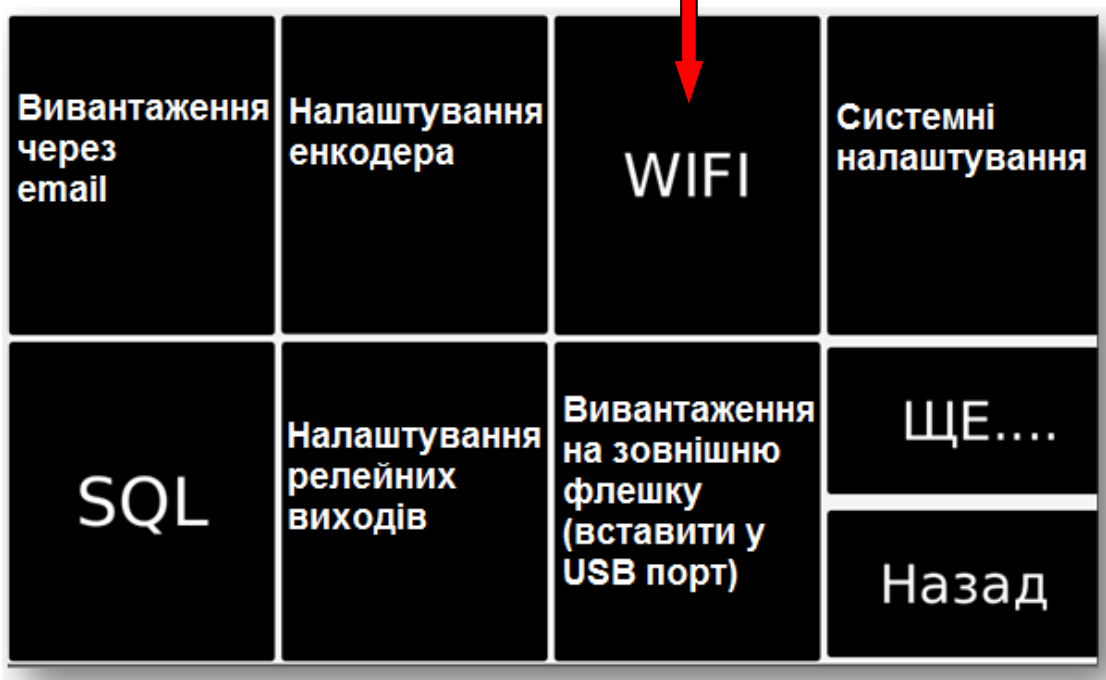 Вивантаження
через
email
Налаштування
енкодера
WIFI
Системні
налаштування
SQL
Налаштування
релейних
виходів
Вивантаження
на зовнішню
флешку
(вставити у
USB порт)
ЩЕ....
Назад